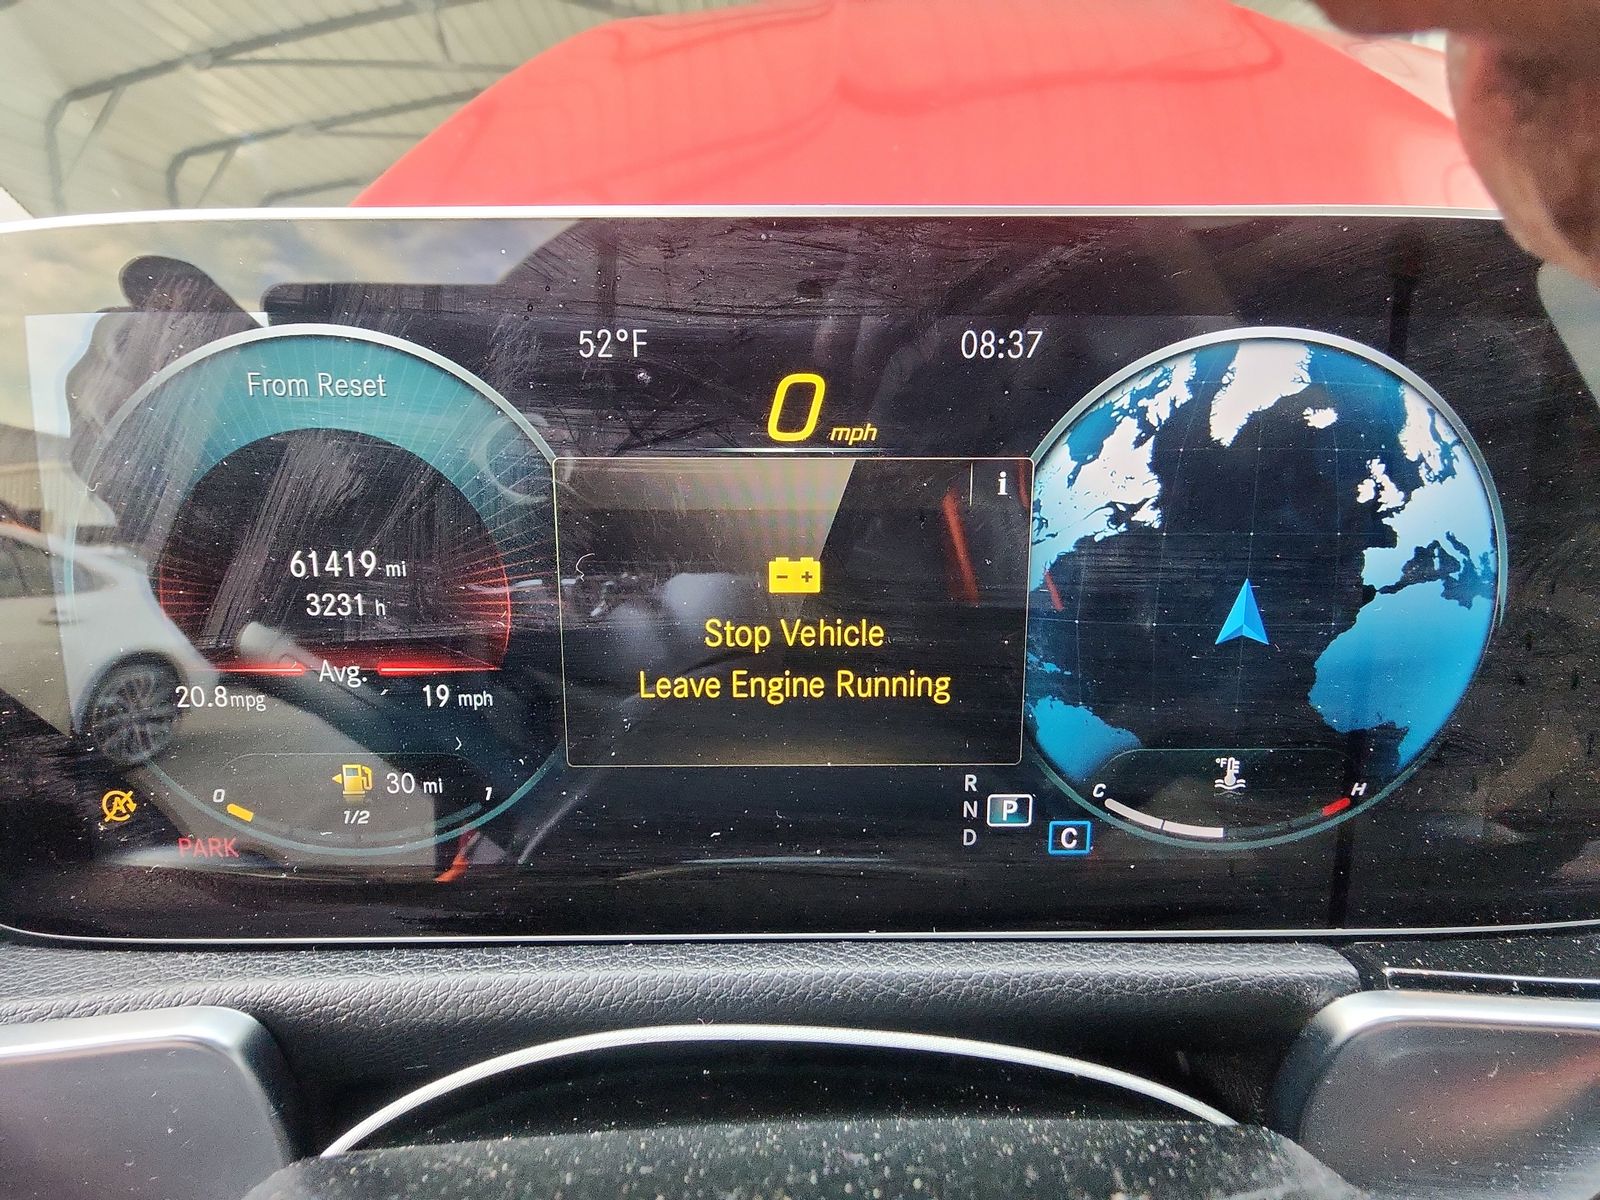 52°F
08:37
From Reset
0 mph
i
61419 mi
3231 h
- +
Stop Vehicle
Leave Engine Running
Avg.
20.8mpg
19 mph
30 mi
0
1/2
1
A
PARK
R
N
P
D
C
°F
C
H